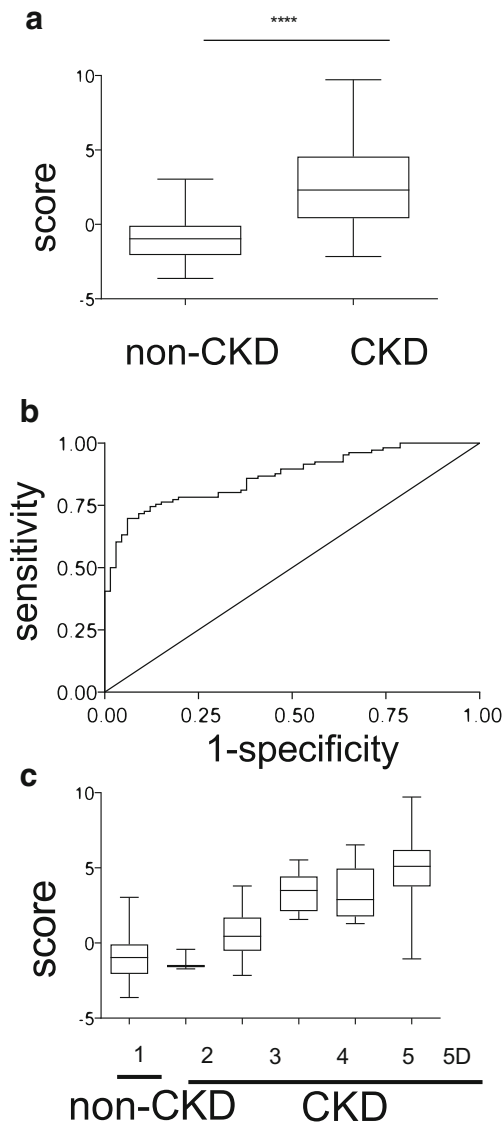 a
****
10
5
0
-5
score
non-CKD CKD
b
1.00
0.75
0.50
0.25
0.00
sensitivity
0.00 0.25 0.50 0.75 1.00
1-specificity
c
10
5
0
-5
score
1 2 3 4 5 5D
non-CKD CKD